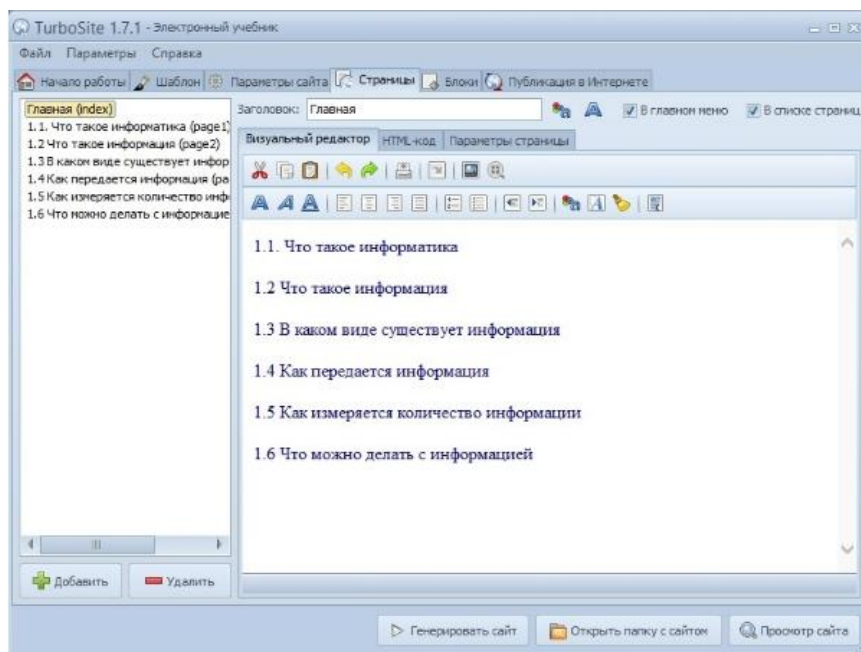 TurboSite 1.7.1 - Электронный учебник
Файл Параметры Справка
Начало работы Шаблон Параметры сайта Страницы Блоки Публикация в Интернете
Главная (index)
1.1. Что такое информатика (page1)
1.2 Что такое информация (page2)
1.3 В каком виде существует инфор
1.4 Как передается информация (ра
1.5 Как измеряется количество инф
1.6 Что можно делать с информацие
Заголовок: Главная В главном меню В списке страниц
Визуальный редактор HTML-код Параметры страницы
1.1. Что такое информатика
1.2 Что такое информация
1.3 В каком виде существует информация
1.4 Как передается информация
1.5 Как измеряется количество информации
1.6 Что можно делать с информацией
Добавить Удалить
Генерировать сайт Открыть папку с сайтом Просмотр сайта